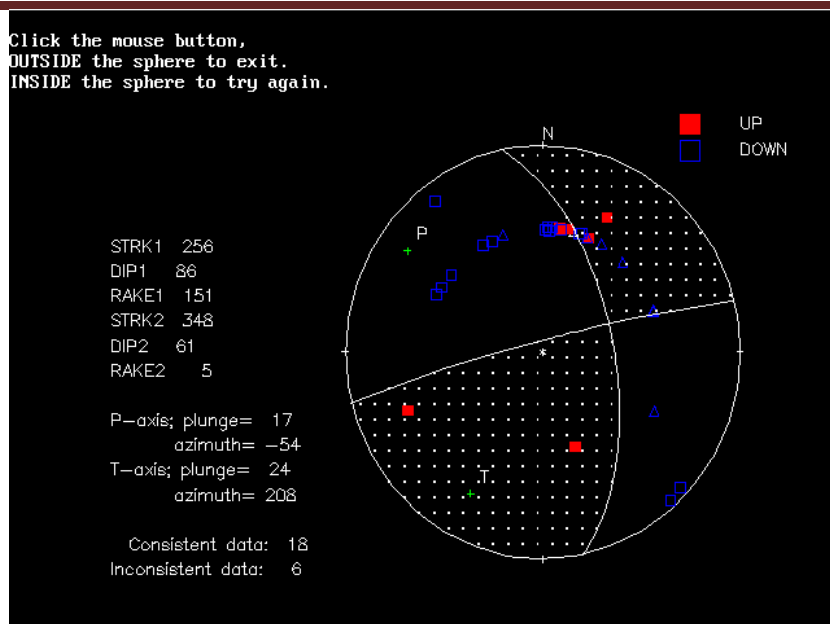 Click the mouse button,
OUTSIDE the sphere to exit.
INSIDE the sphere to try again.
N
UP
DOWN
P
STRK1 256
DIP1 86
RAKE1 151
STRK2 348
DIP2 61
RAKE2 5
P-axis; plunge= 17
azimuth= -54
T-axis; plunge= 24
azimuth= 208
T
Consistent data: 18
Inconsistent data: 6